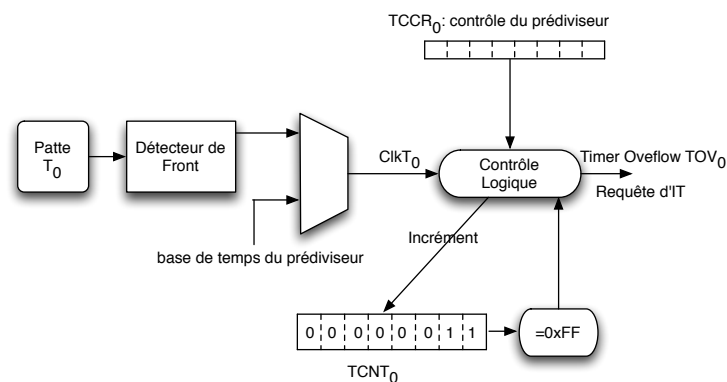 TCCR0: contrôle du prédiviseur
Patte
T0
Détecteur de
Front
ClkT0
Contrôle
Logique
Timer Oveflow TOV0
Requête d'IT
base de temps du prédiviseur
Incrément
0 0 0 0 0 0 1 1
=0xFF
TCNT0